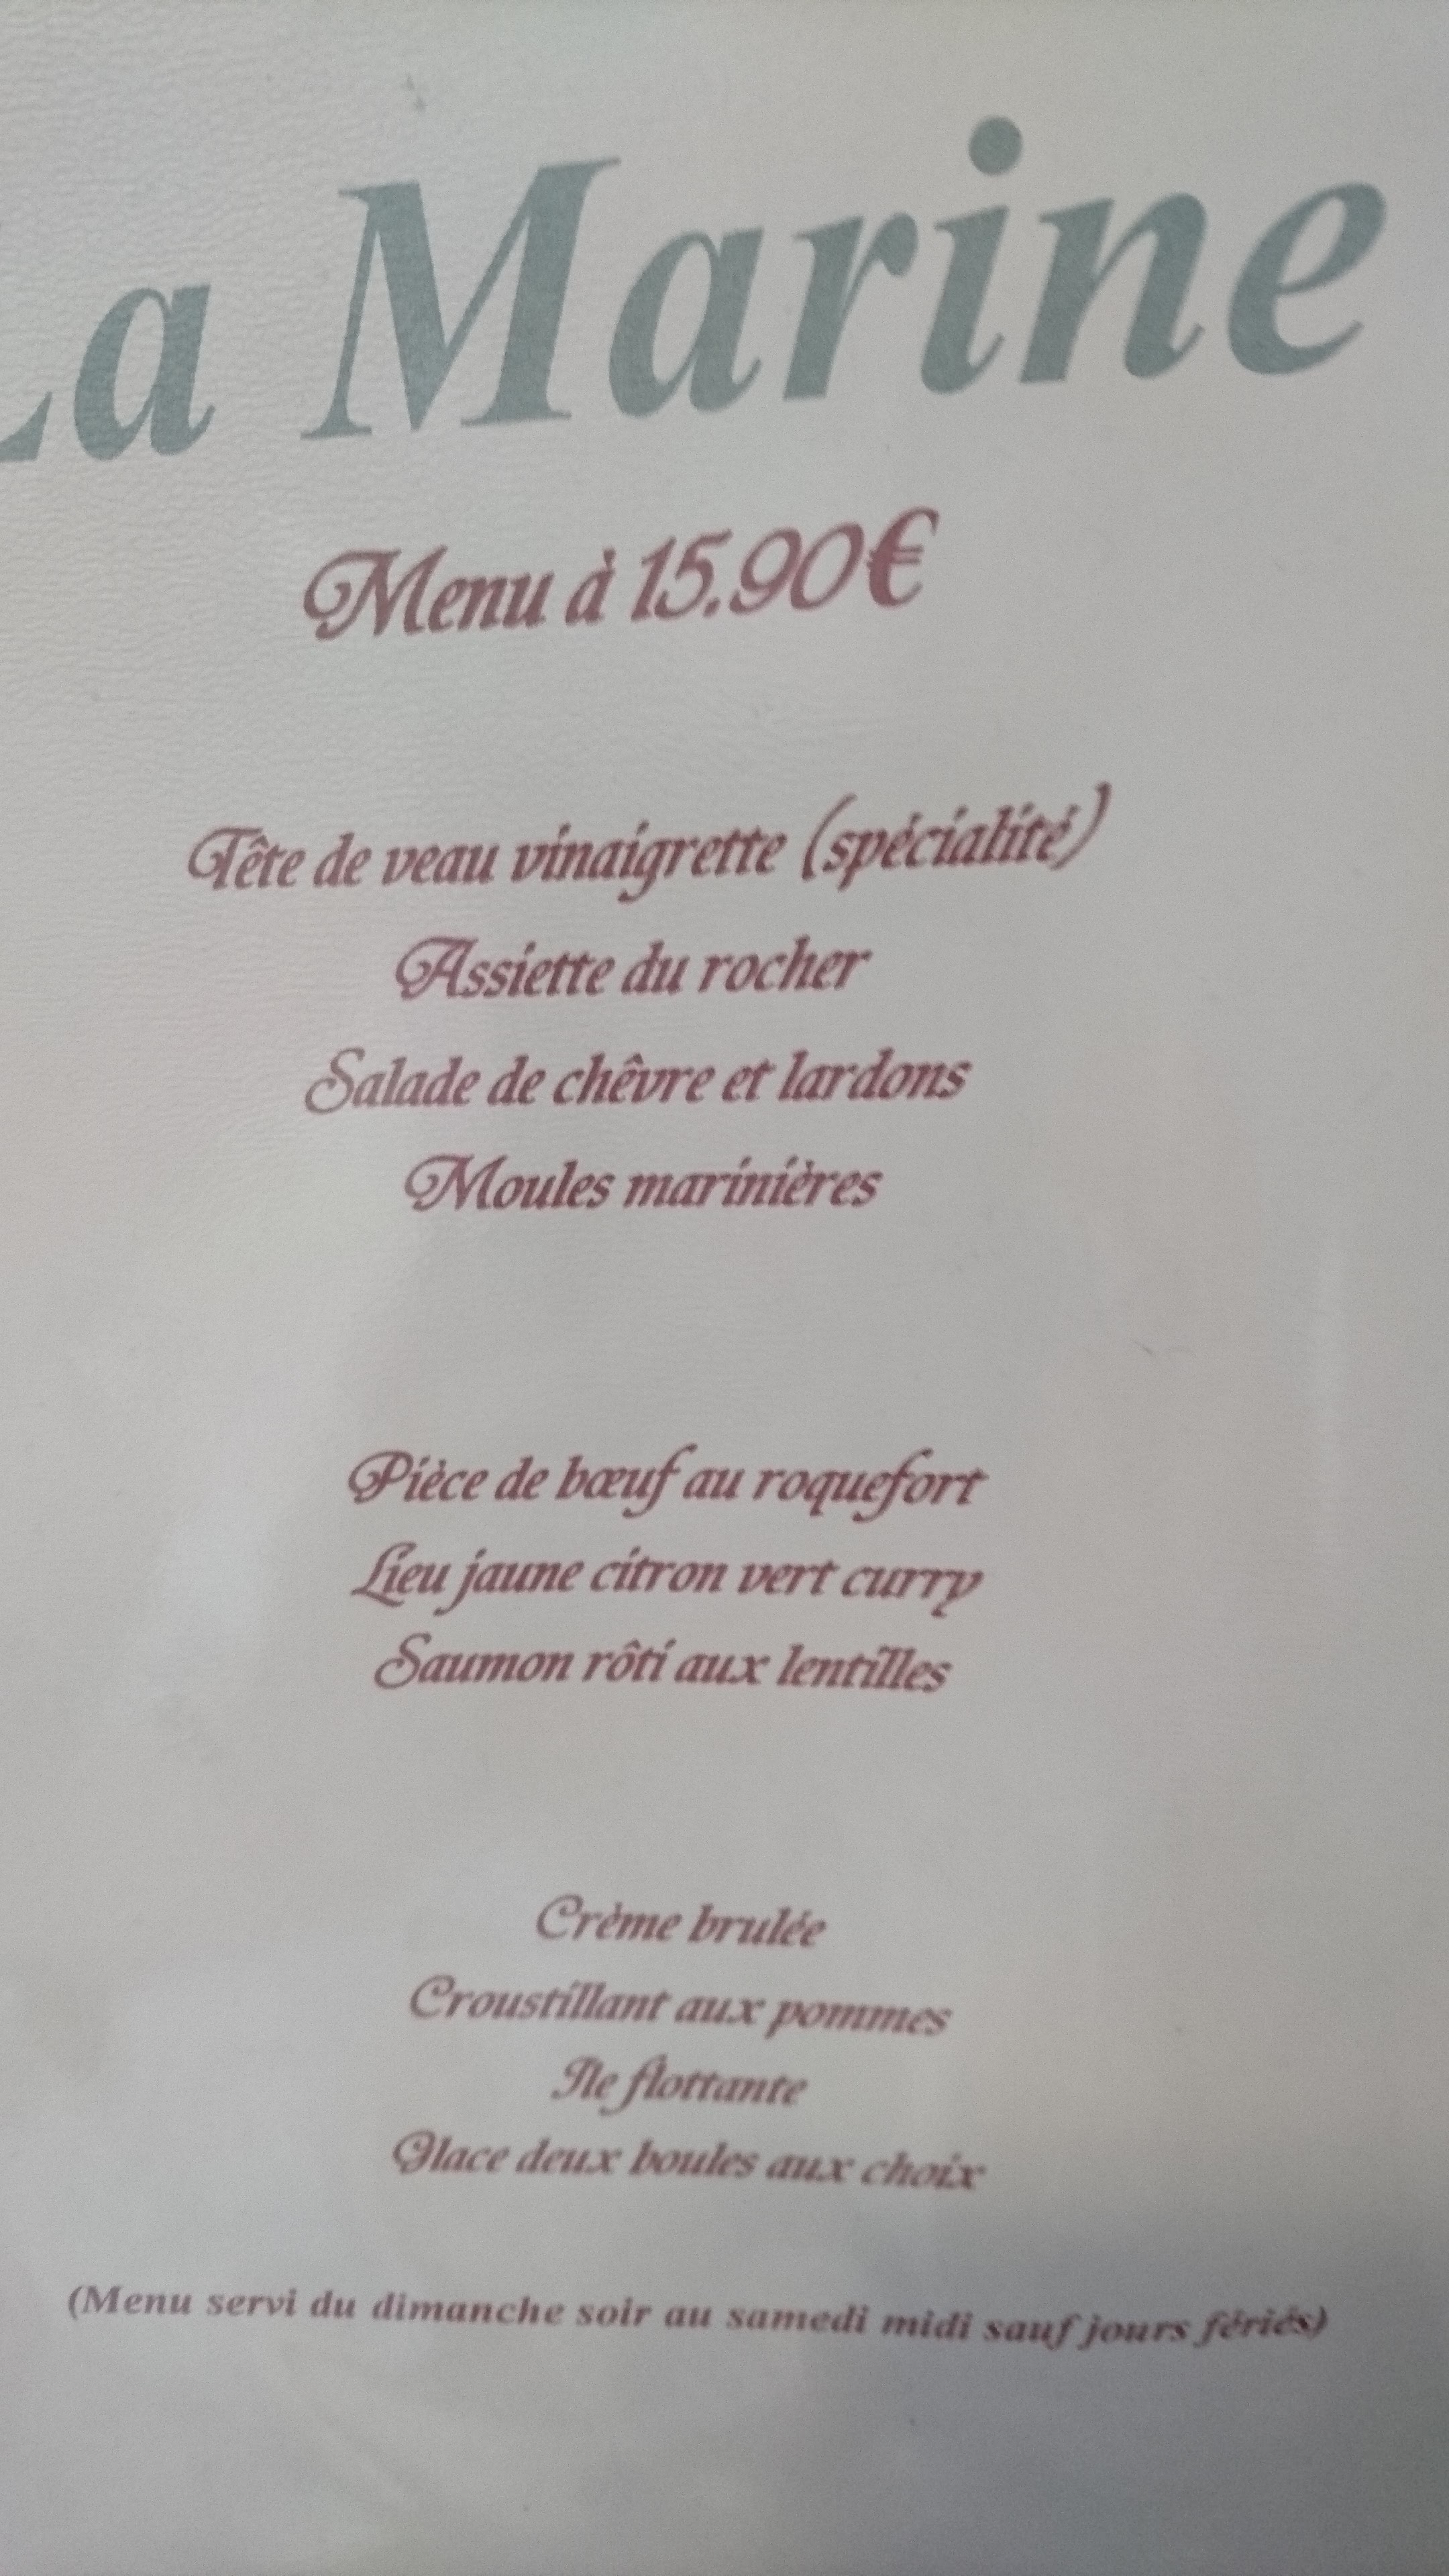 La Marine
Menu à 15.90€
Tête de veau vinaigrette (spécialité)
Assiette du rocher
Salade de chêvre et lardons
Moules marinières
Pièce de bœuf au roquefort
Lieu jaune citron vert curry
Saumon rôti aux lentilles
Crème brulée
Croustillant aux pommes
Ile flottante
Glace deux boules aux choix
(Menu servi du dimanche soir au samedi midi sauf jours fériés)